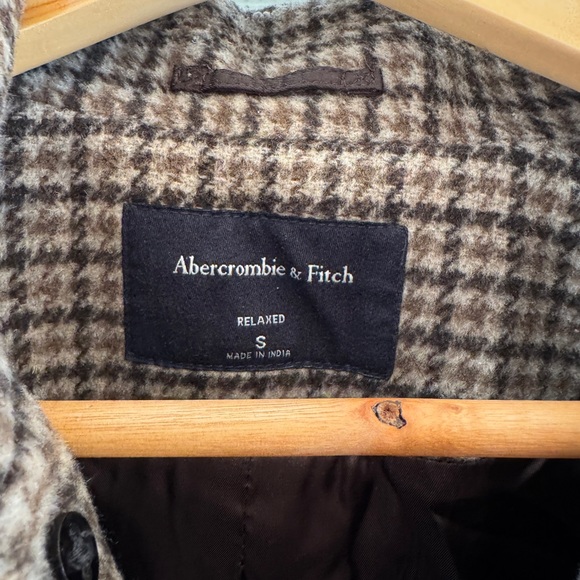 Abercrombie & Fitch
RELAXED
S
MADE IN INDIA